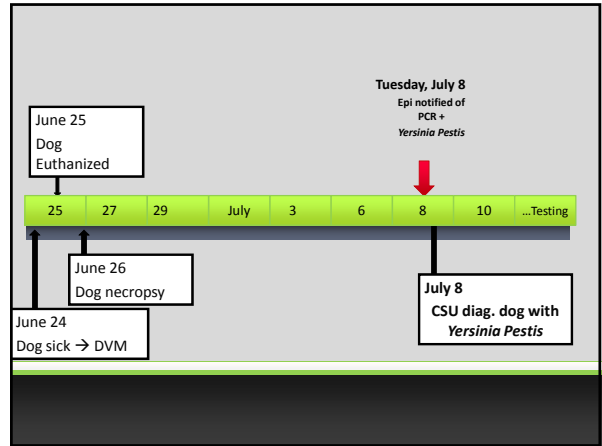 Tuesday, July 8
Epi notified of
PCR +
Yersinia Pestis
June 25
Dog
Euthanized
25 27 29 July 3 6 8 10 ...Testing
June 26
Dog necropsy
July 8
CSU diag. dog with
Yersinia Pestis
June 24
Dog sick → DVM